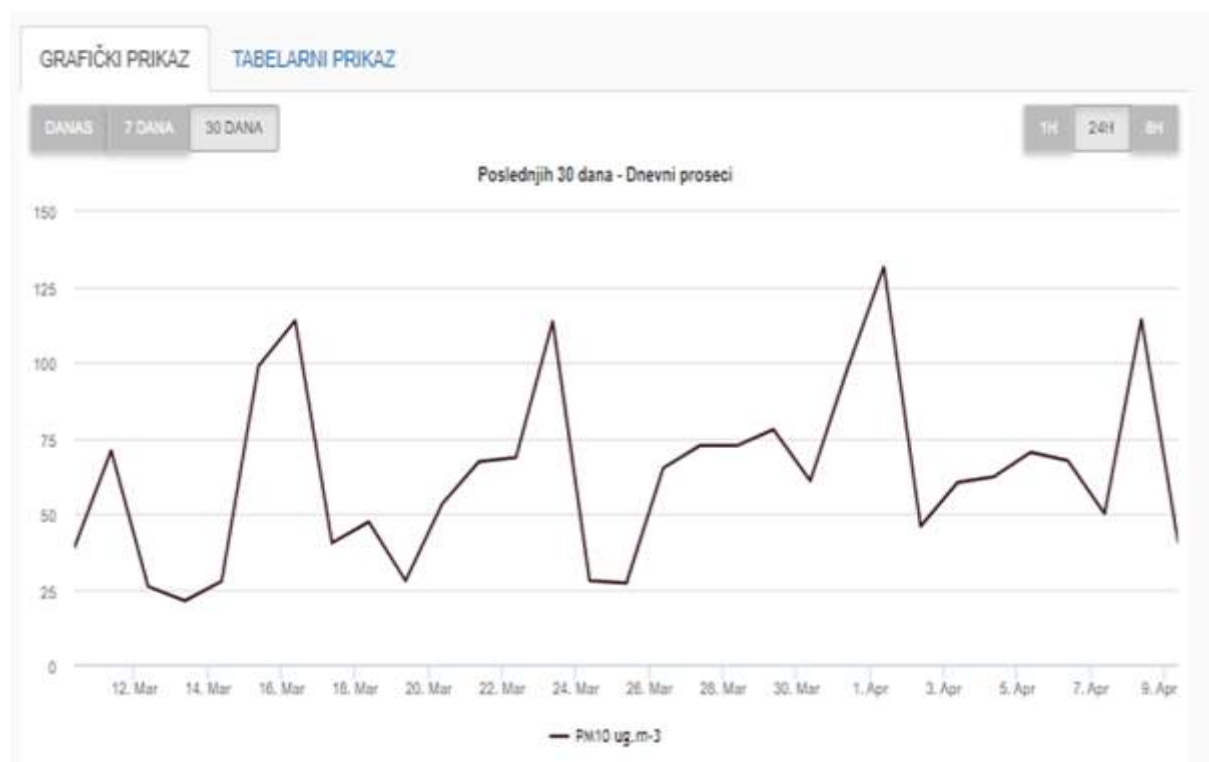 GRAFIČKI PRIKAZ TABELARNI PRIKAZ
DANAS 7 DANA 30 DANA 1H 24H 8H
Poslednjih 30 dana - Dnevni proseci
150
125
100
75
50
25
0
12. Mar 14. Mar 16. Mar 18. Mar 20. Mar 22. Mar 24. Mar 26. Mar 28. Mar 30. Mar 1. Apr 3. Apr 5. Apr 7. Apr 9. Apr
PM10 ug.m-3